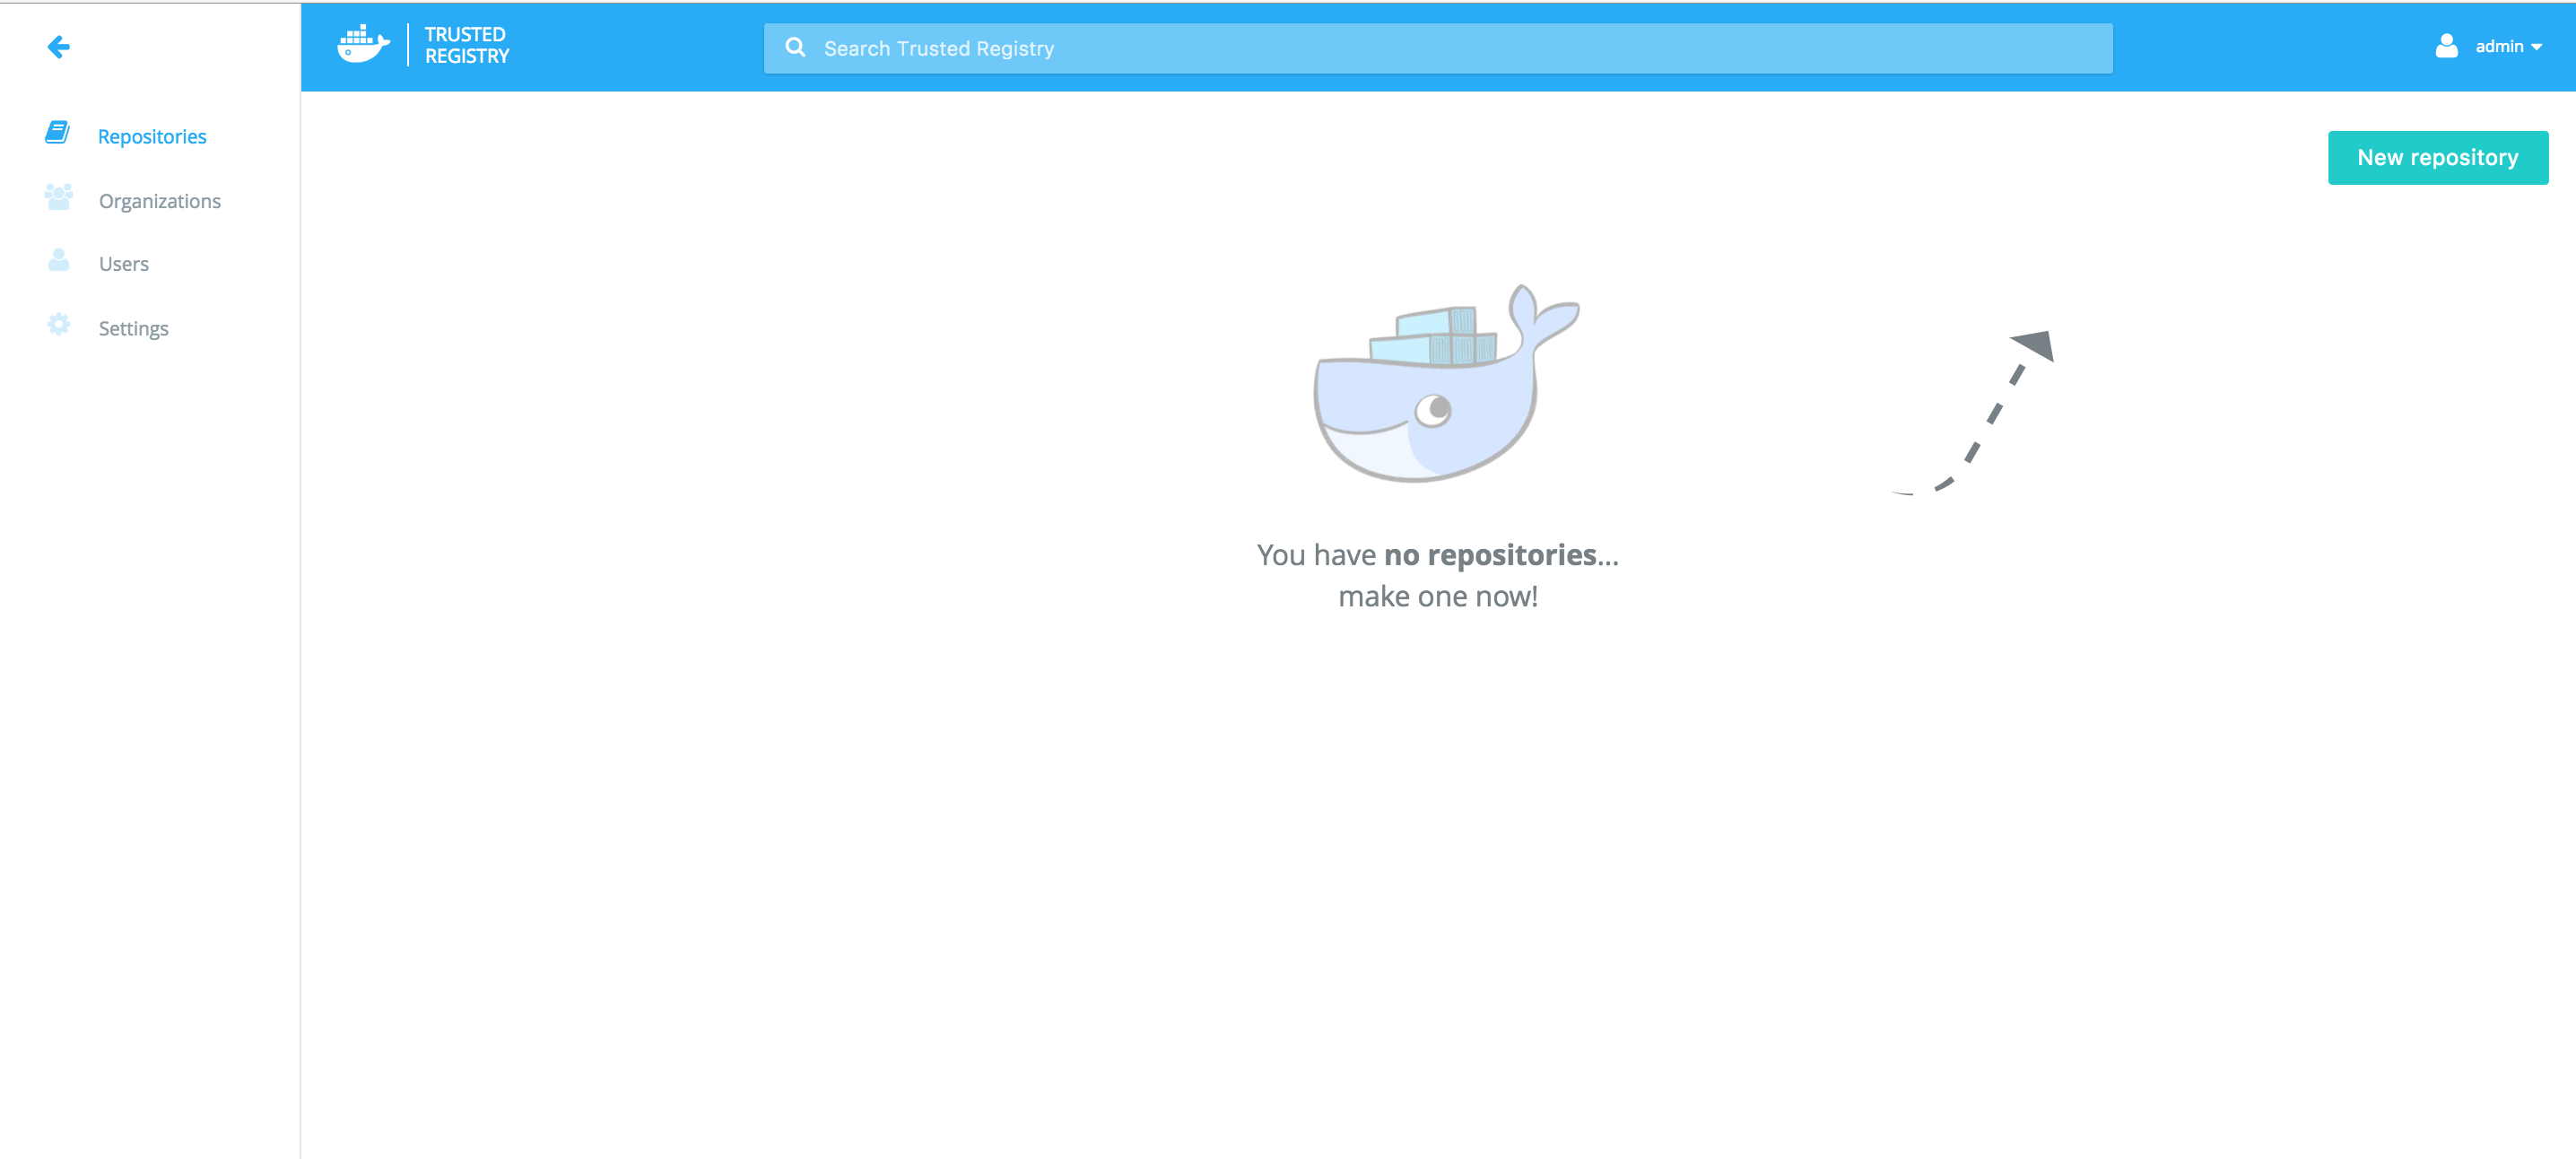 TRUSTED
REGISTRY
Search Trusted Registry
admin
Repositories
Organizations
Users
Settings
New repository
You have no repositories...
make one now!